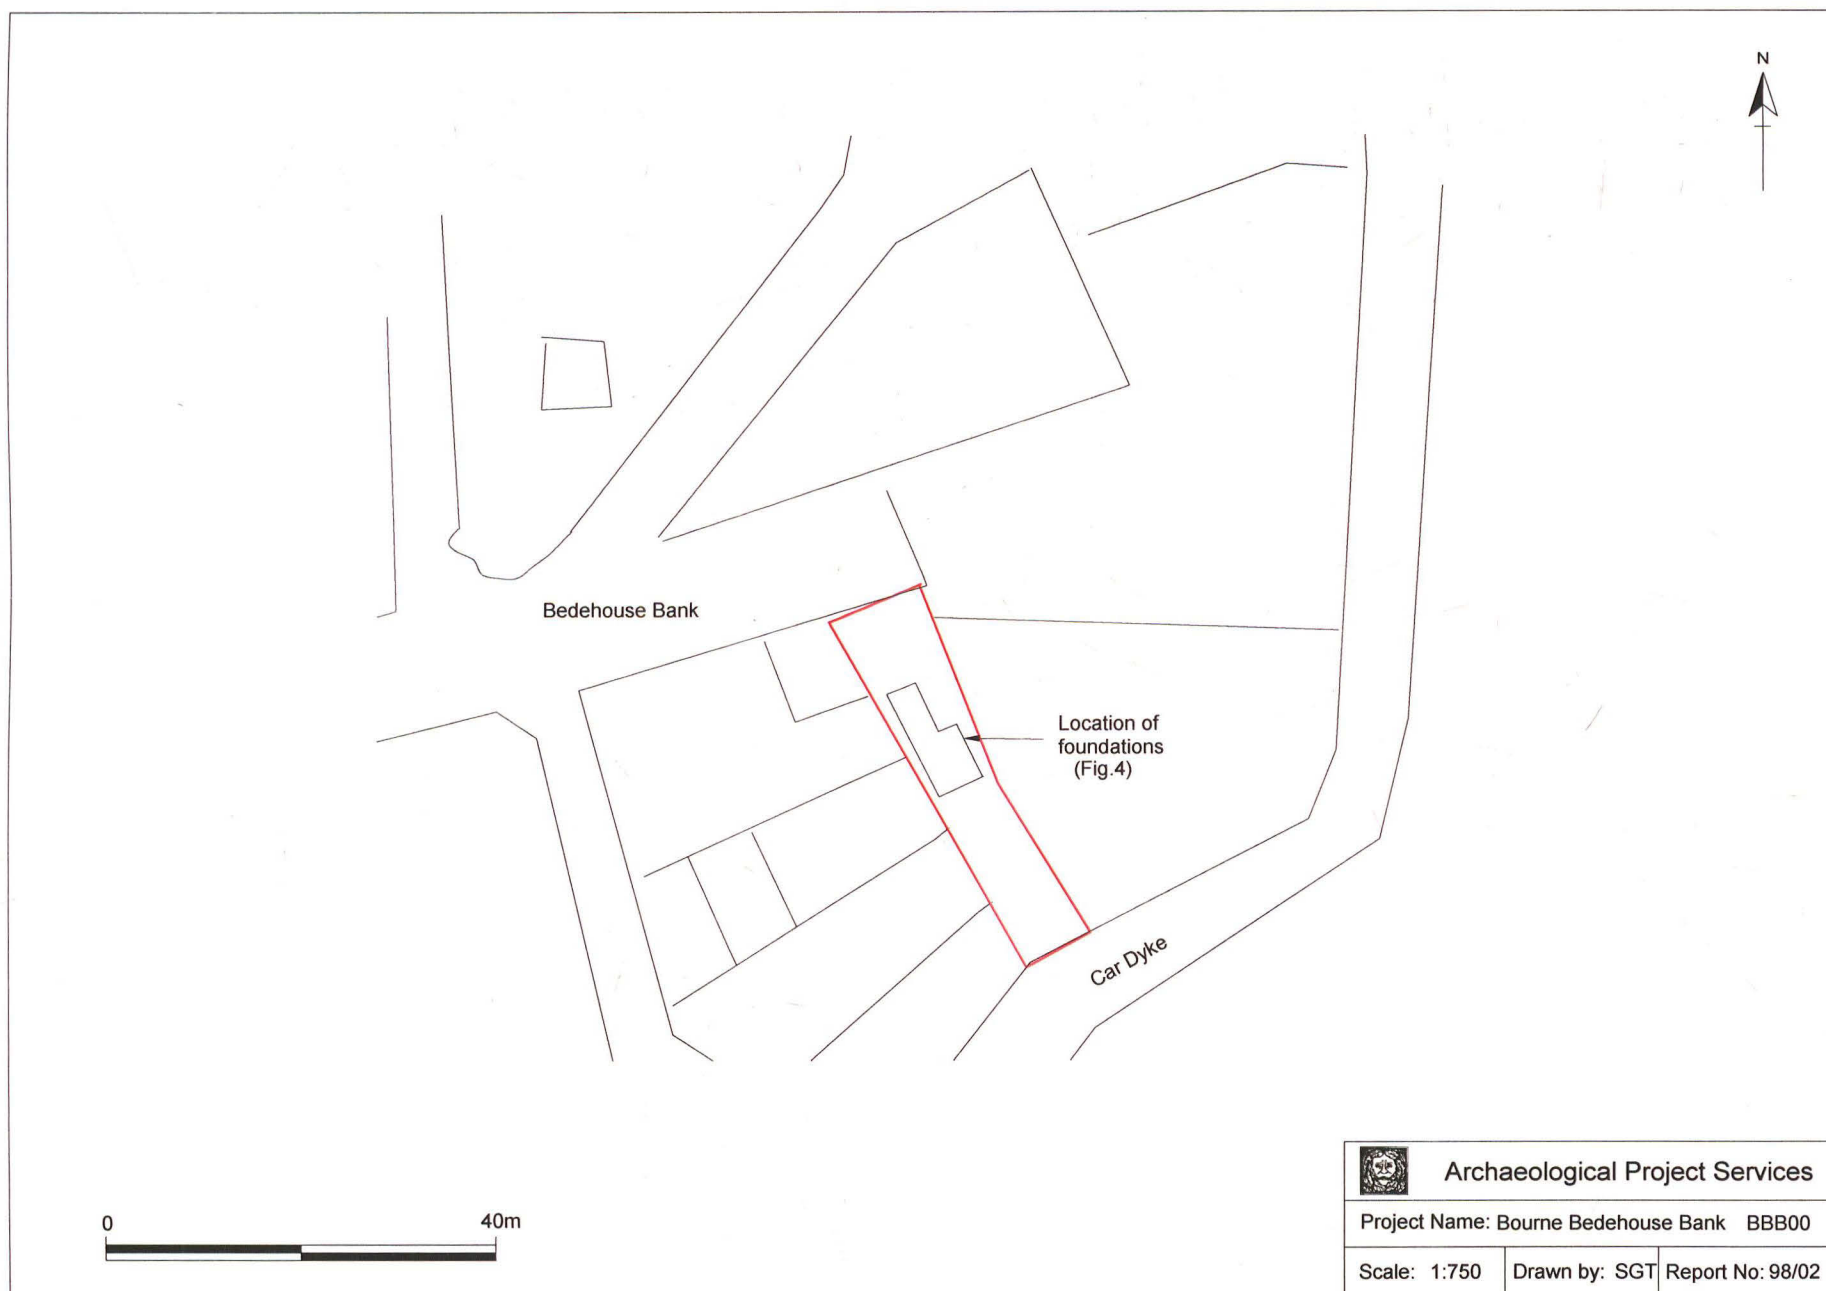 N
Bedehouse Bank
Location of
foundations
(Fig.4)
Car Dyke
0 40m
Archaeological Project Services
Project Name: Bourne Bedehouse Bank BBB00
Scale: 1:750 Drawn by: SGT Report No: 98/02